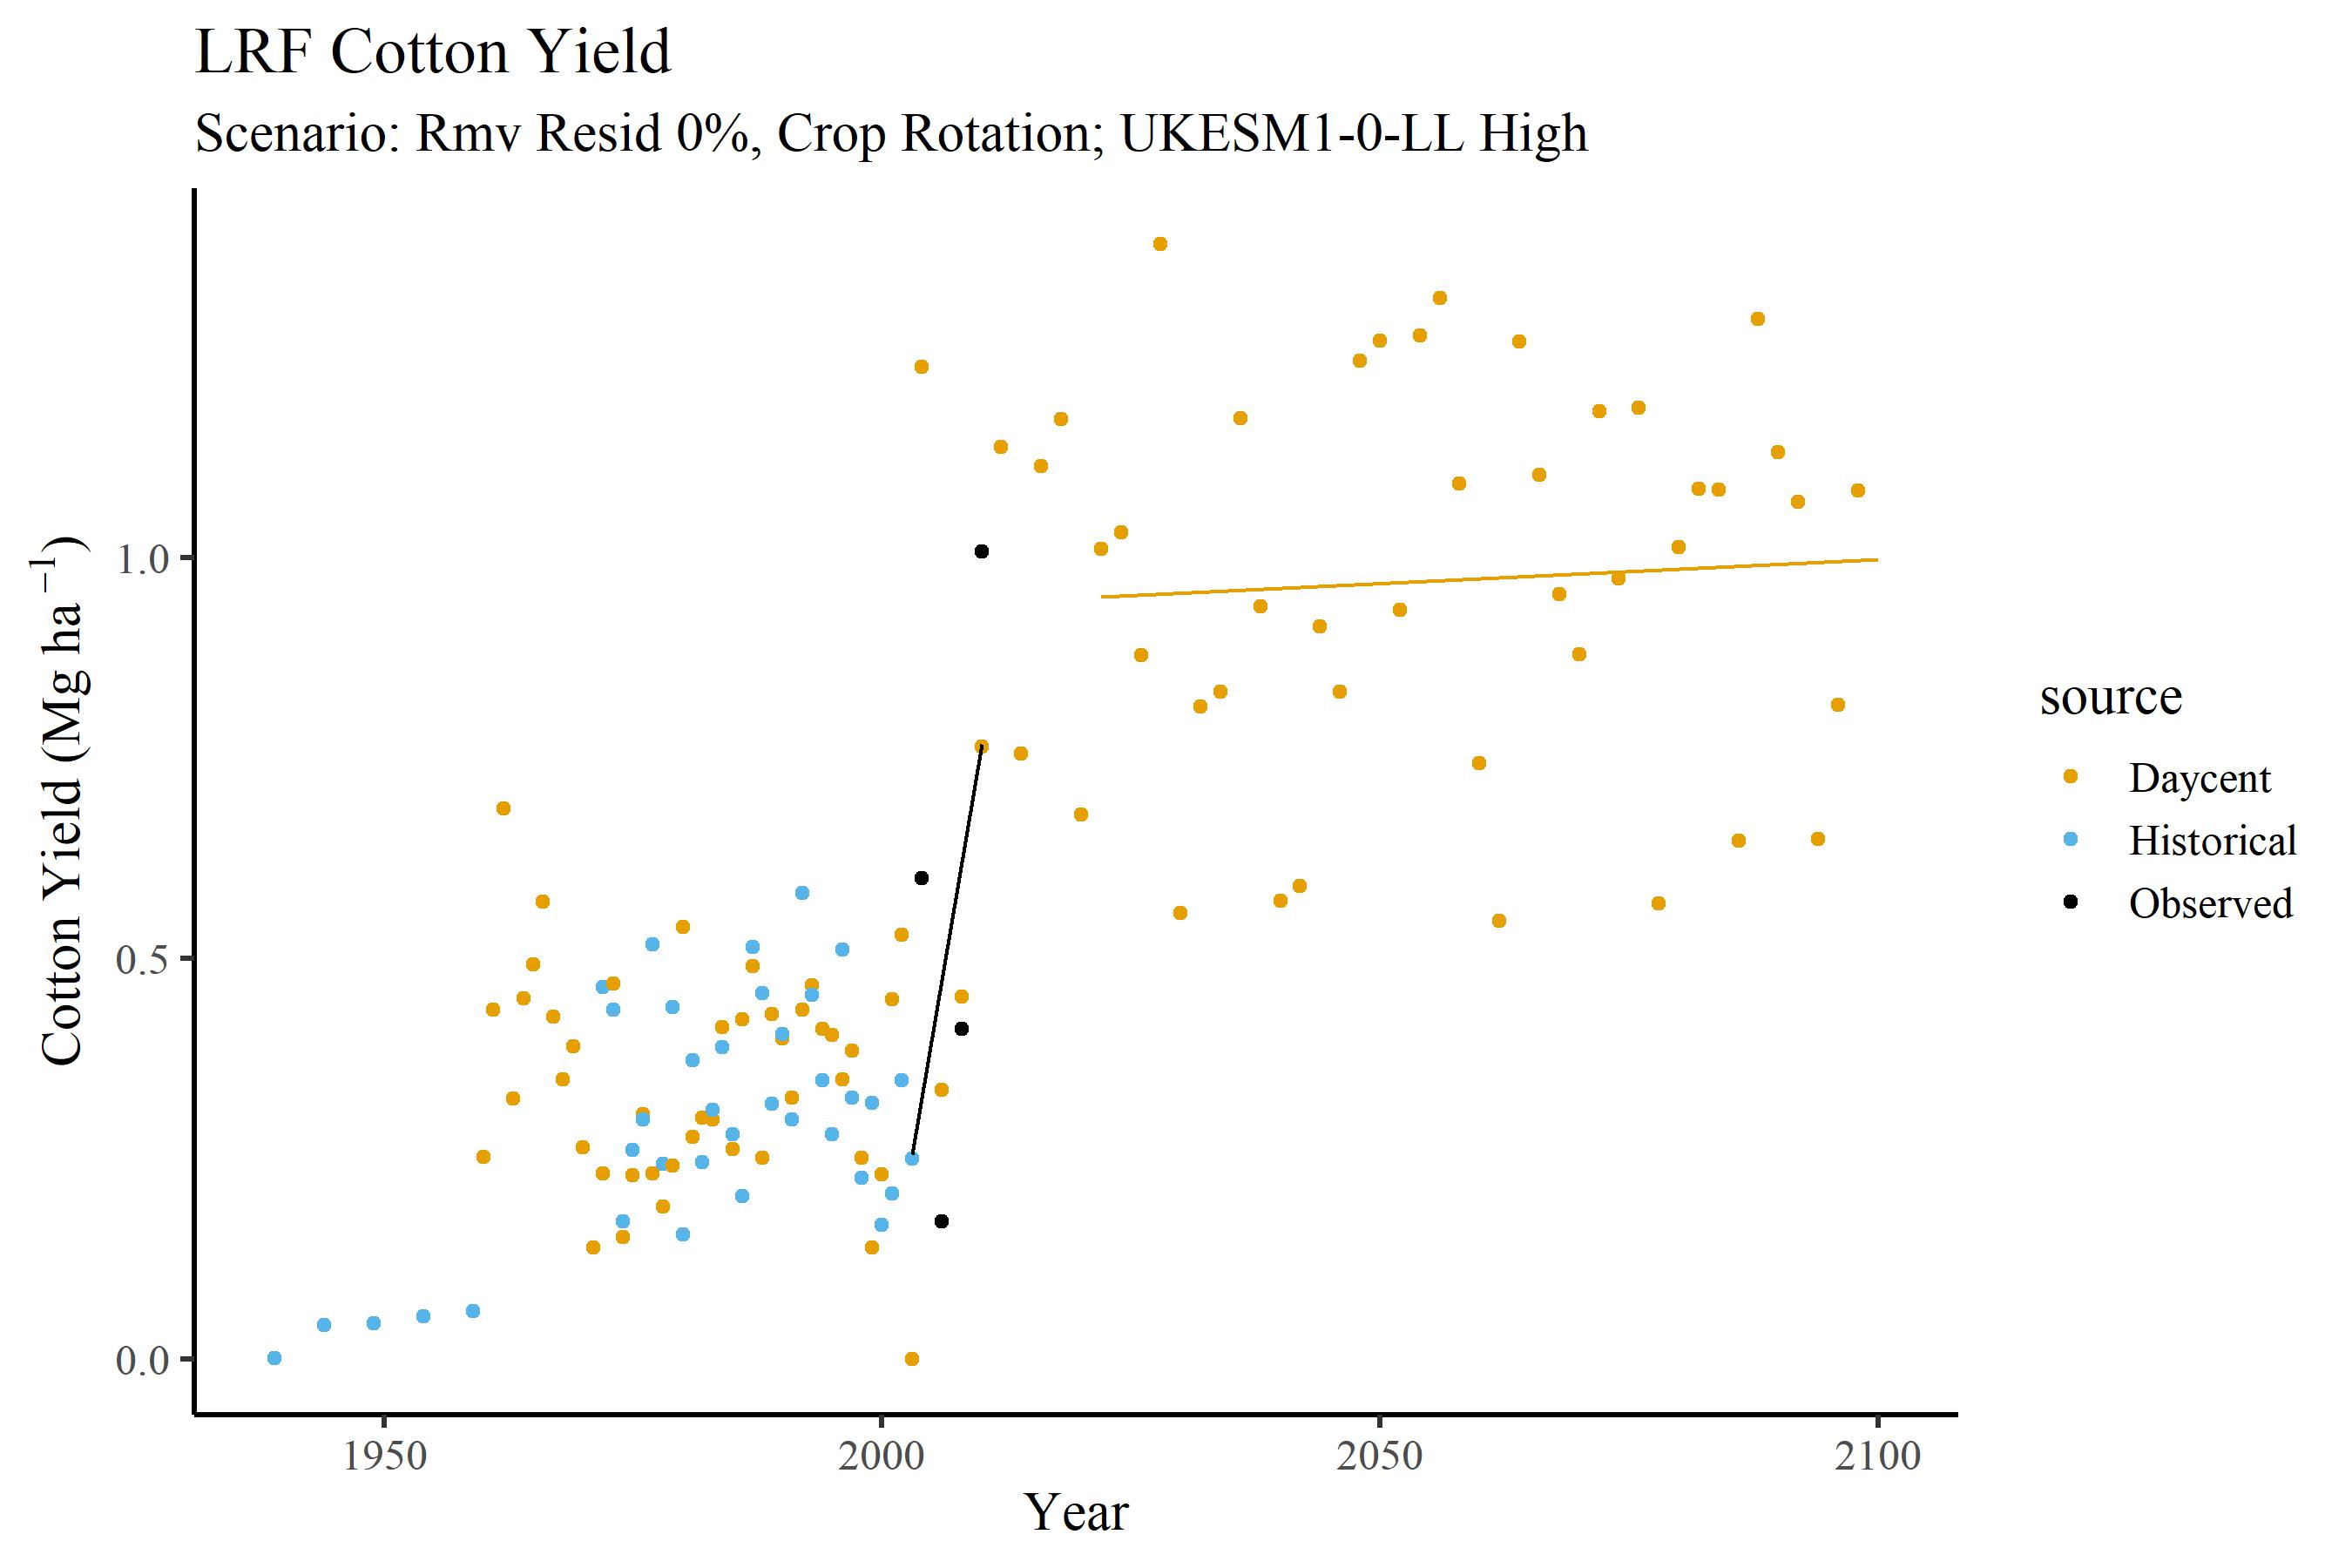 LRF Cotton Yield
Scenario: Rmv Resid 0%, Crop Rotation; UKESM1-0-LL High
Cotton Yield (Mg ha⁻¹)
1.0
0.5
0.0
1950 2000 2050 2100
Year
source
Daycent
Historical
Observed